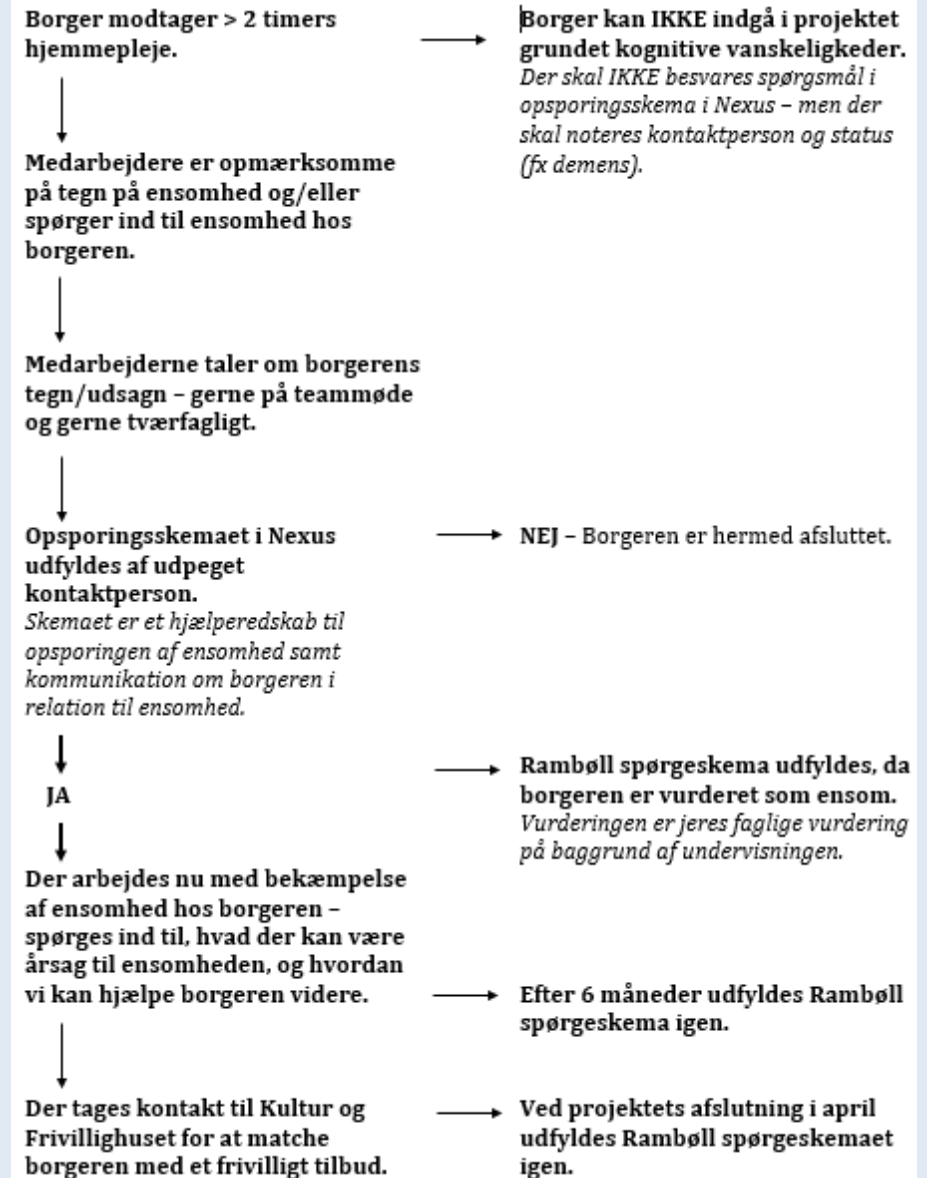 Borger modtager > 2 timers
hjemmepleje.
Borger kan IKKE indgå i projektet
grundet kognitive vanskeligheder.
Der skal IKKE besvares spørgsmål i
opsporingsskema i Nexus – men der
skal noteres kontaktperson og status
(fx demens).
Medarbejdere er opmærksomme
på tegn på ensomhed og/eller
spørger ind til ensomhed hos
borgeren.
Medarbejderne taler om borgerens
tegn/udsagn – gerne på teammøde
og gerne tværfagligt.
Opsporingsskemaet i Nexus
udfyldes af udpeget
kontaktperson.
Skemaet er et hjælperedskab til
opsporingen af ensomhed samt
kommunikation om borgeren i
relation til ensomhed.
NEJ – Borgeren er hermed afsluttet.
JA
Rambøll spørgeskema udfyldes, da
borgeren er vurderet som ensom.
Vurderingen er jeres faglige vurdering
på baggrund af undervisningen.
Der arbejdes nu med bekæmpelse
af ensomhed hos borgeren –
spørges ind til, hvad der kan være
årsag til ensomheden, og hvordan
vi kan hjælpe borgeren videre.
Efter 6 måneder udfyldes Rambøll
spørgeskema igen.
Der tages kontakt til Kultur og
Frivillighuset for at matche
borgeren med et frivilligt tilbud.
Ved projektets afslutning i april
udfyldes Rambøll spørgeskemaet
igen.